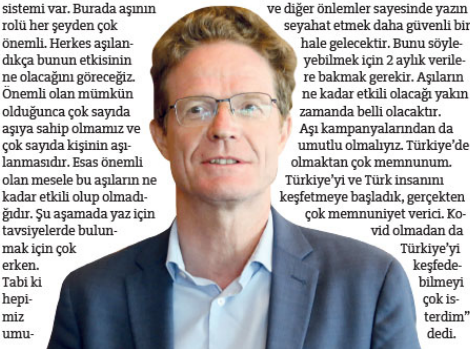 sistemi var. Burada aşının
rolü her şeyden çok
önemli. Herkes aşılan-
dıkça bunun etkisinin
ne olacağını göreceğiz.
Önemli olan mümkün
olduğunca çok sayıda
aşıya sahip olmamız ve
çok sayıda kişinin aşı-
lanmasıdır. Esas önemli
olan mesele bu aşıların ne
kadar etkili olup olmadı-
ğıdır. Şu aşamada yaz için
tavsiyelerde bulun-
mak için çok
erken.
Tabi ki
hepi-
miz
umu-
ve diğer önlemler sayesinde yazın
seyahat etmek daha güvenli bir
hale gelecektir. Bunu söyle-
yebilmek için 2 aylık verile-
re bakmak gerekir. Aşıların
ne kadar etkili olacağı yakın
zamanda belli olacaktır.
Aşı kampanyalarından da
umutlu olmalıyız. Türkiye’de
olmaktan çok memnunum.
Türkiye’yi ve Türk insanını
keşfetmeye başladık, gerçekten
çok memnuniyet verici. Ko-
vid olmadan da
Türkiye’yi
keşfede-
bilmeyi
çok is-
terdim”
dedi.